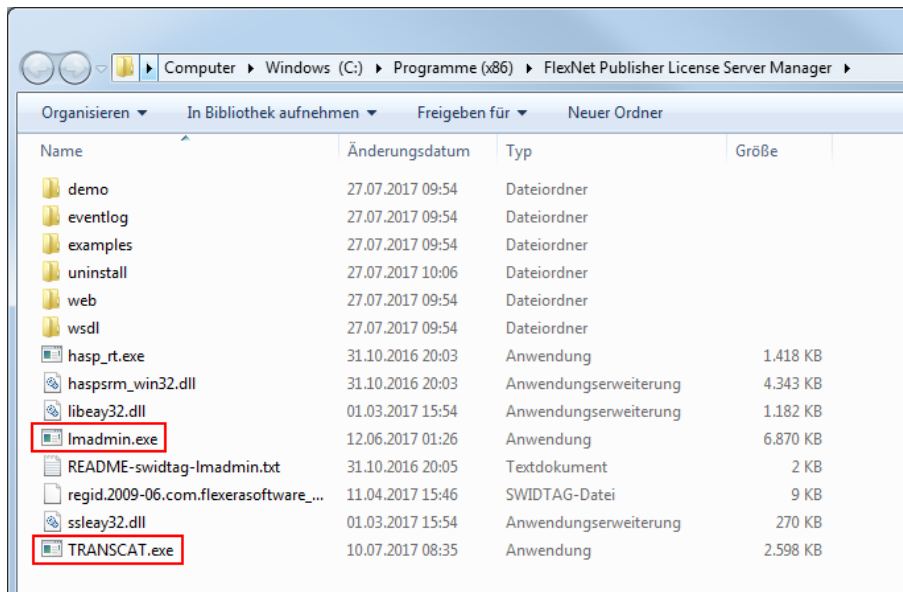 Computer Windows (C:) Programme (x86) FlexNet Publisher License Server Manager
Organisieren In Bibliothek aufnehmen Freigeben für Neuer Ordner
Name Änderungsdatum Typ Größe
demo 27.07.2017 09:54 Dateiordner
eventlog 27.07.2017 09:54 Dateiordner
examples 27.07.2017 09:54 Dateiordner
uninstall 27.07.2017 10:06 Dateiordner
web 27.07.2017 09:54 Dateiordner
wsdl 27.07.2017 09:54 Dateiordner
hasp_rt.exe 31.10.2016 20:03 Anwendung 1.418 KB
haspsrm_win32.dll 31.10.2016 20:03 Anwendungserweiterung 4.343 KB
libeay32.dll 01.03.2017 15:54 Anwendungserweiterung 1.182 KB
lmadmin.exe 12.06.2017 01:26 Anwendung 6.870 KB
README-swidtag-lmadmin.txt 31.10.2016 20:05 Textdokument 2 KB
regid.2009-06.com.flexerasoftware_... 11.04.2017 15:46 SWIDTAG-Datei 9 KB
ssleay32.dll 01.03.2017 15:54 Anwendungserweiterung 270 KB
TRANSCAT.exe 10.07.2017 08:35 Anwendung 2.598 KB